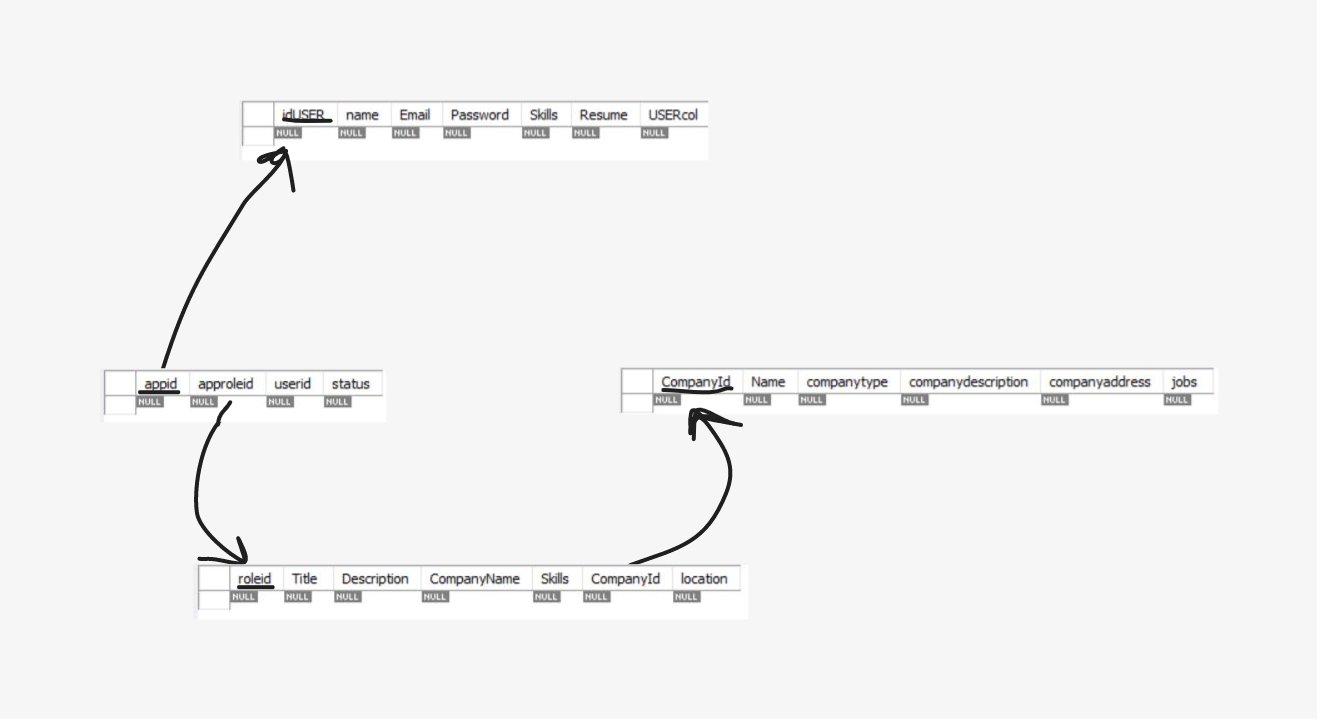 idUSER name Email Password Skills Resume USERcol
NULL NULL NULL NULL NULL NULL NULL
appid approleid userid status
NULL NULL NULL NULL
CompanyId Name companytype companydescription companyaddress jobs
NULL NULL NULL NULL NULL NULL
roleid Title Description CompanyName Skills CompanyId location
NULL NULL NULL NULL NULL NULL NULL